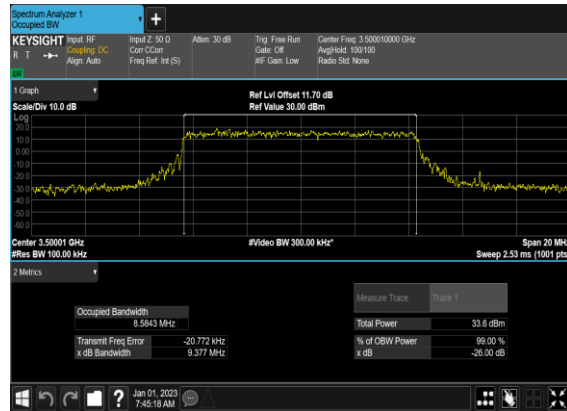 Spectrum Analyzer 1
Occupied BW
+
KEYSIGHT Input: RF Input Z: 50 Ω Atten: 30 dB Trig: Free Run Center Freq: 3.500010000 GHz
R T Coupling: DC Corr CCorr Gate: Off Avg|Hold: 100/100
Align: Auto Freq Ref: Int (S) #IF Gain: Low Radio Std: None
1 Graph
Ref Lvl Offset 11.70 dB
Scale/Div 10.0 dB Ref Value 30.00 dBm
Log
20.0
10.0
0.00
-10.0
-20.0
-30.0
-40.0
-50.0
-60.0
Center 3.50001 GHz #Video BW 300.00 kHz* Span 20 MHz
#Res BW 100.00 kHz Sweep 2.53 ms (1001 pts
2 Metrics
Measure Trace Trace 1
Occupied Bandwidth
8.5843 MHz Total Power 33.6 dBm
Transmit Freq Error -20.772 kHz % of OBW Power 99.00 %
x dB Bandwidth 9.377 MHz x dB -26.00 dB
? Jan 01, 2023
7:45:18 AM